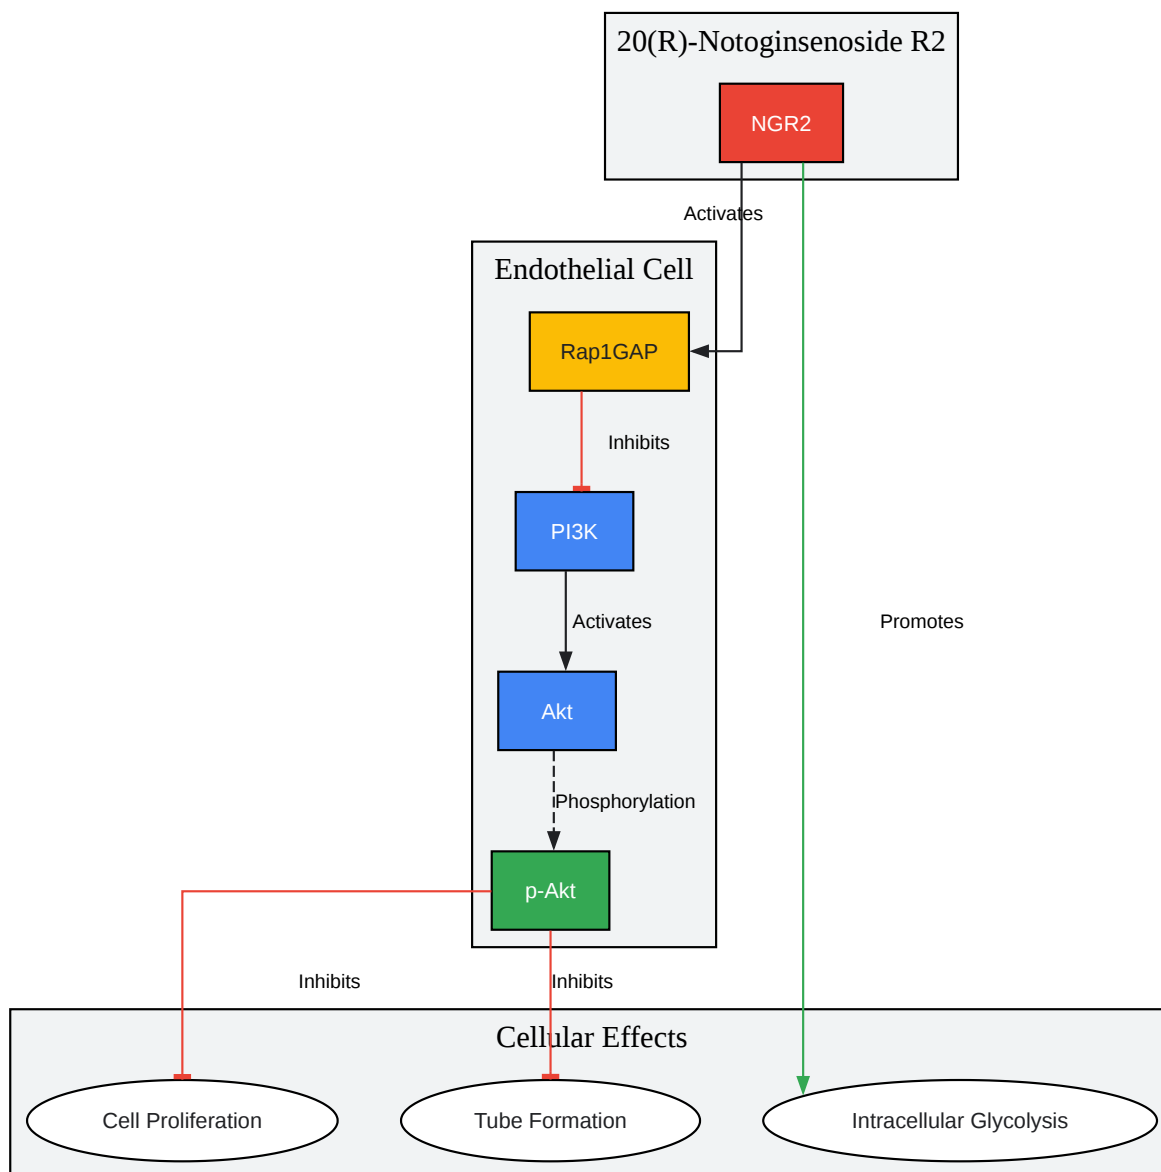 20(R)-Notoginsenoside R2
NGR2
Activates
Endothelial Cell
Rap1GAP
Inhibits
PI3K
Activates
Promotes
Akt
Phosphorylation
p-Akt
Inhibits
Inhibits
Cellular Effects
Cell Proliferation
Tube Formation
Intracellular Glycolysis